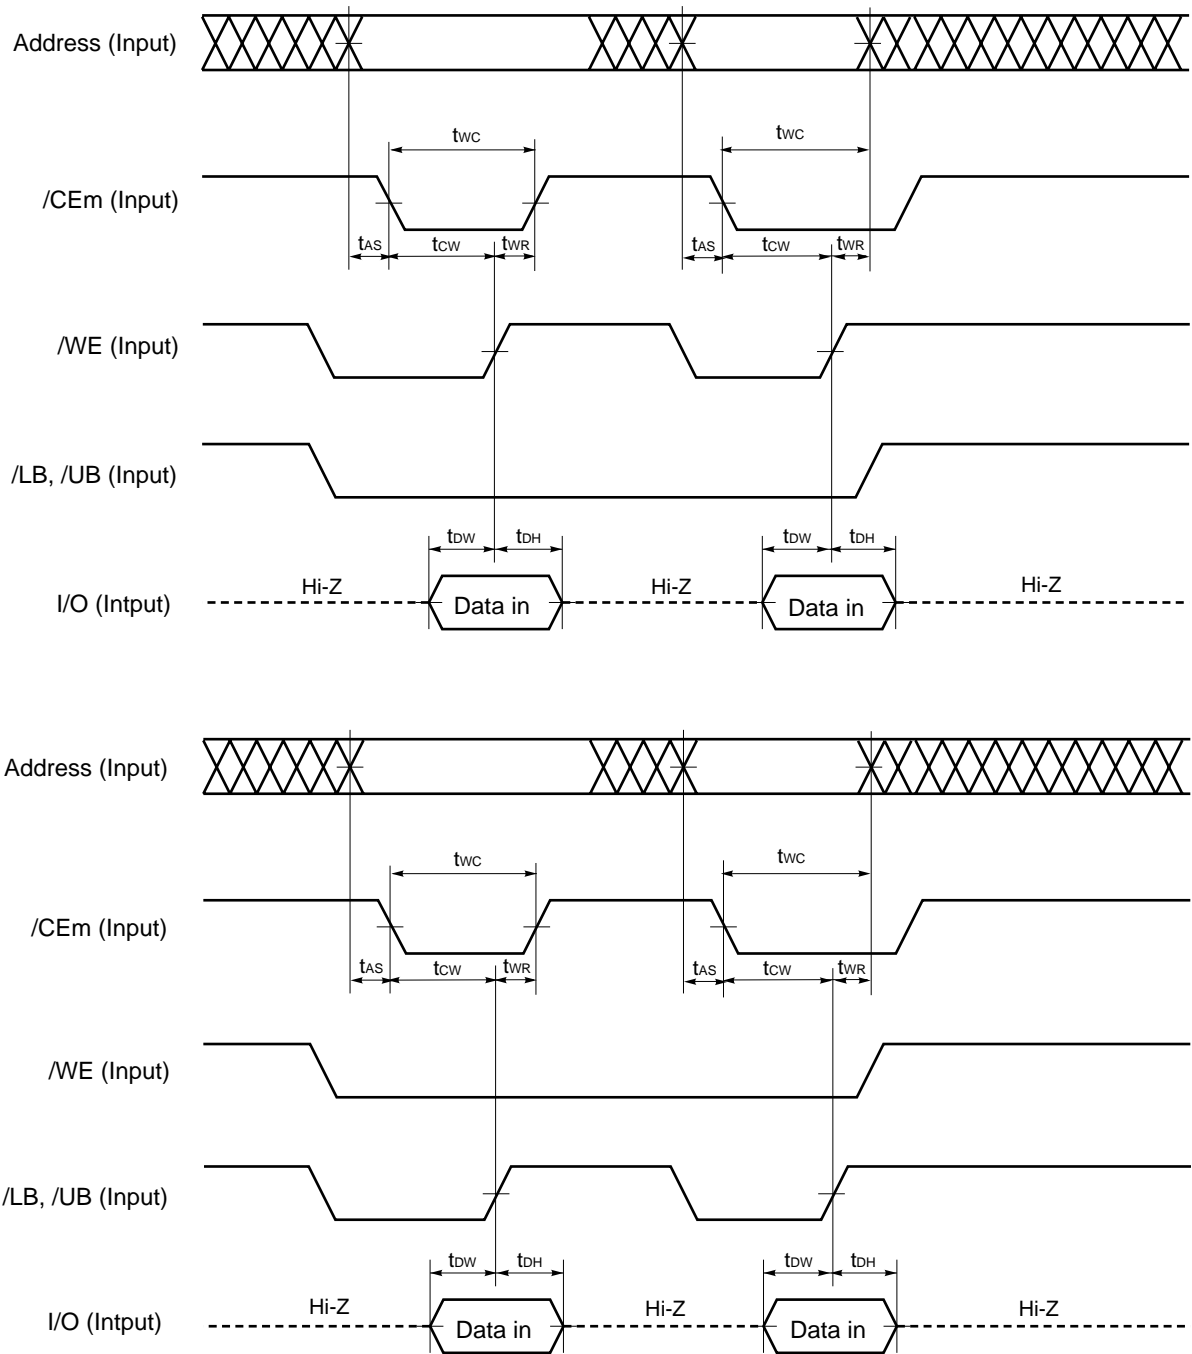 Address (Input)
tWC tWC
/CEm (Input)
tAS tCW tWR tAS tCW tWR
/WE (Input)
/LB, /UB (Input)
tDW tDH tDW tDH
Hi-Z Hi-Z Hi-Z
I/O (Intput) Data in Data in
Address (Input)
tWC tWC
/CEm (Input)
tAS tCW tWR tAS tCW tWR
/WE (Input)
/LB, /UB (Input)
tDW tDH tDW tDH
Hi-Z Hi-Z Hi-Z
I/O (Intput) Data in Data in